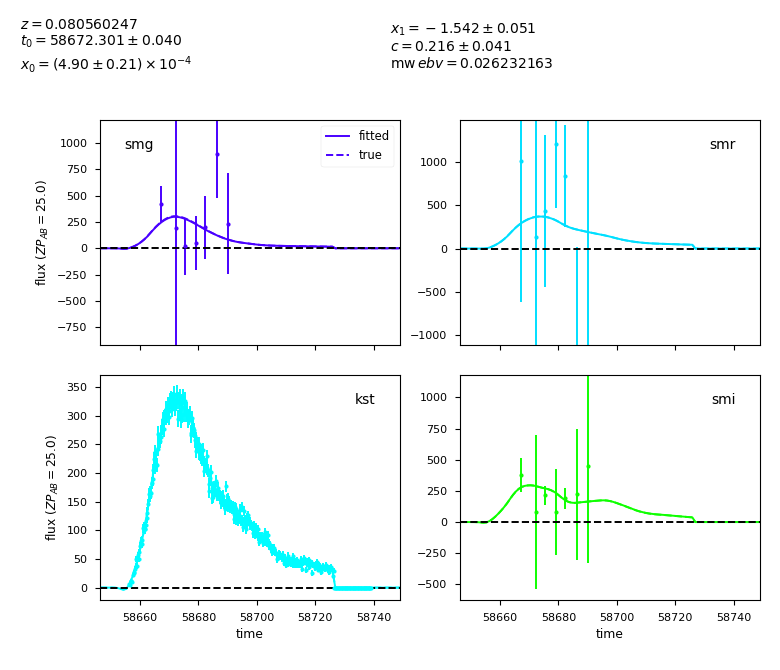 z = 0.080560247
t0 = 58672.301 ± 0.040
x0 = (4.90 ± 0.21) × 10^−4
x1 = −1.542 ± 0.051
c = 0.216 ± 0.041
mw ebv = 0.026232163
smg
fitted
true
1000
750
500
250
0
−250
−500
−750
flux (ZP_AB = 25.0)
smr
1000
500
0
−500
−1000
kst
350
300
250
200
150
100
50
0
flux (ZP_AB = 25.0)
58660 58680 58700 58720 58740
time
smi
1000
750
500
250
0
−250
−500
58660 58680 58700 58720 58740
time